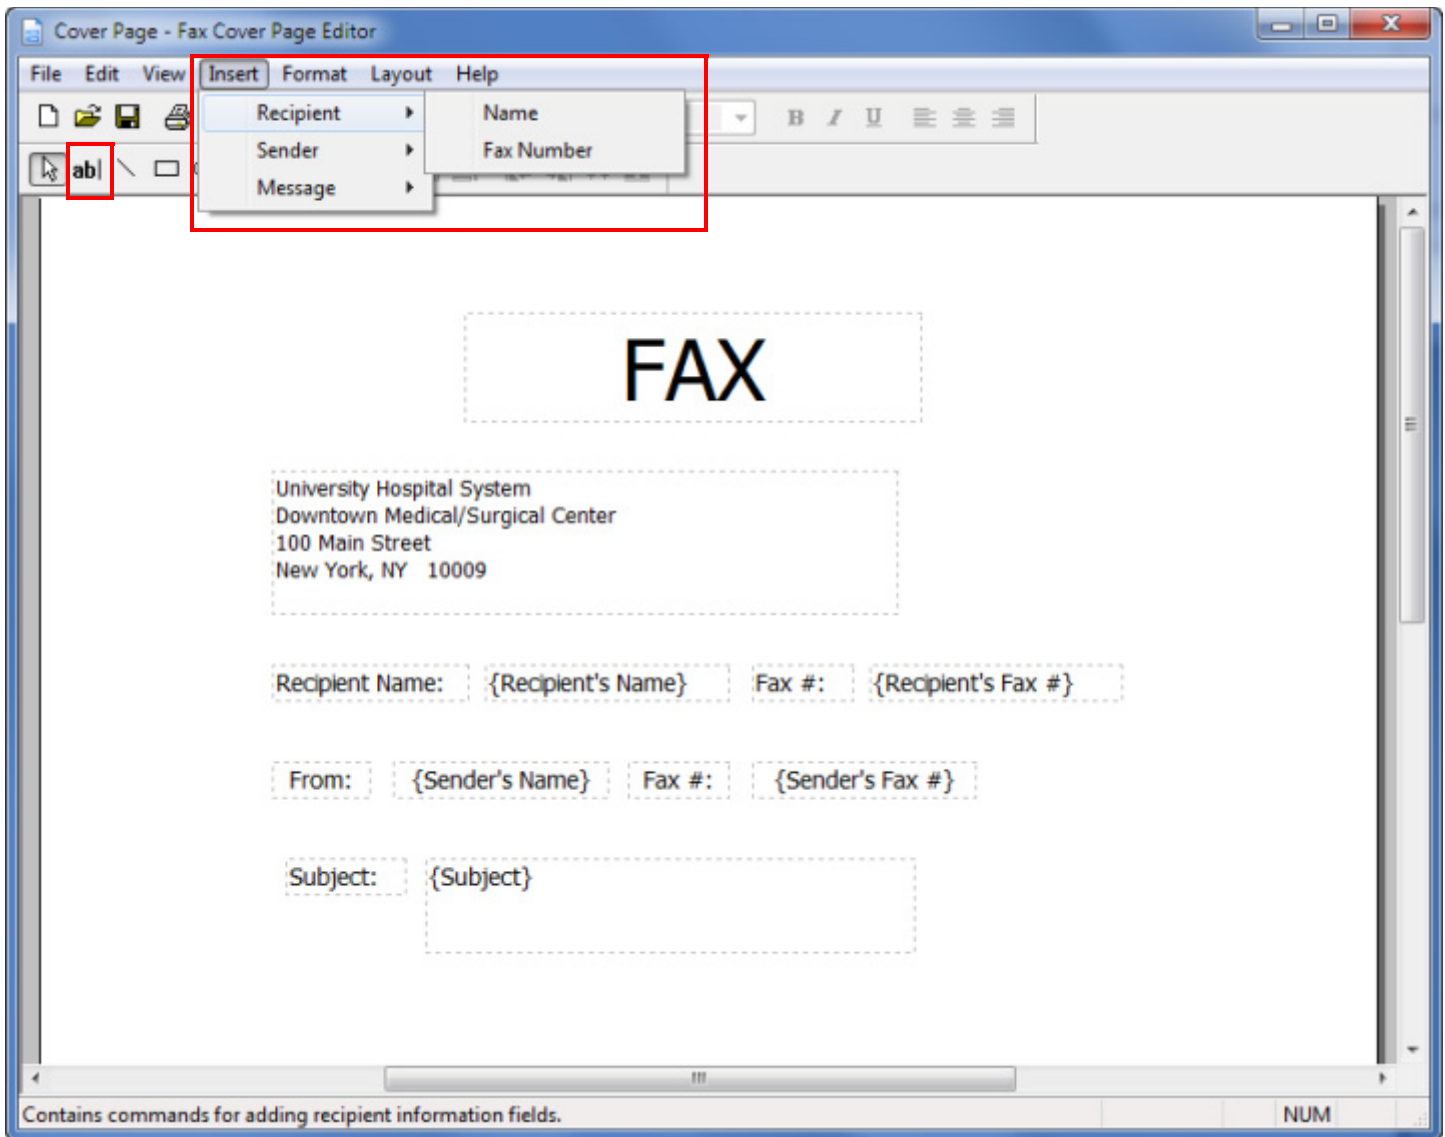 Cover Page - Fax Cover Page Editor
File Edit View Insert Format Layout Help
Recipient Name
B I U
Sender Fax Number
ab|
Message
FAX
University Hospital System
Downtown Medical/Surgical Center
100 Main Street
New York, NY 10009
Recipient Name: {Recipient's Name} Fax #: {Recipient's Fax #}
From: {Sender's Name} Fax #: {Sender's Fax #}
Subject: {Subject}
Contains commands for adding recipient information fields. NUM